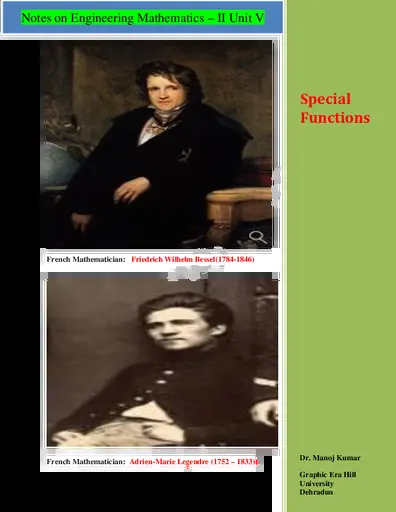 Notes on Engineering Mathematics – II Unit V
Special
Functions
French Mathematician: Friedrich Wilhelm Bessel(1784-1846)
French Mathematician: Adrien-Marie Legendre (1752 – 1833):
Dr. Manoj Kumar
Graphic Era Hill
University
Dehradun